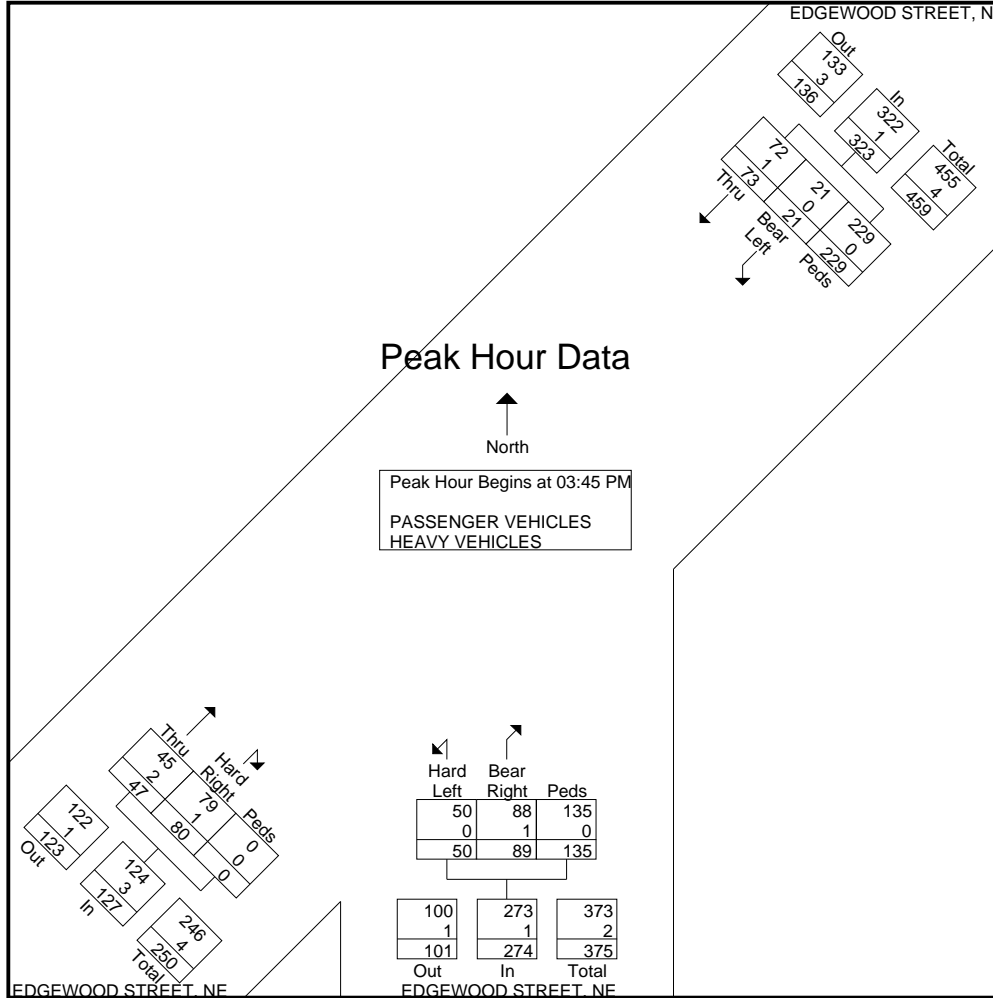 EDGEWOOD STREET, N
Out
133
3
136
In
322
1
323
Total
455
4
459
72
1
73
Thru
21
0
21
Bear
Left
229
0
229
Peds
Peak Hour Data
North
Peak Hour Begins at 03:45 PM
PASSENGER VEHICLES
HEAVY VEHICLES
Thru
45
2
47
Hard
Right
79
1
80
Peds
0
0
0
122
1
123
Out
124
3
127
In
246
4
250
Total
EDGEWOOD STREET, NE
Hard Bear
Left Right Peds
50 88 135
0 1 0
50 89 135
100 273 373
1 1 2
101 274 375
Out In Total
EDGEWOOD STREET, NE